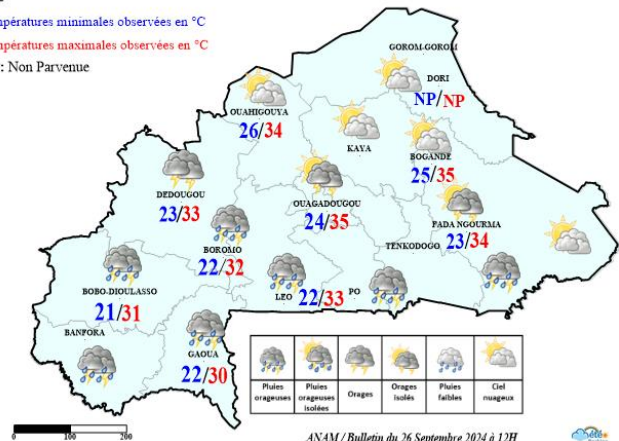 mpératures minimales observées en °C
mpératures maximales observées en °C
: Non Parvenue
GOROM-GOROM
DORI
NP/NP
OUAHIGOUYA
26/34
KAYA
BOGANDE
25/35
DEDOUGOU
23/33
OUAGADOUGOU
24/35
FADA NGOURMA
23/34
BOROMO
22/32
TENKODOGO
BOBO-DIOULASSO
21/31
LEO 22/33 PO
BANFORA
GAOUA
22/30
Pluies orageuses
Pluies orageuses isolées
Orages
Orages isolés
Pluies faibles
Ciel nuageux
100 200
ANAM / Bulletin du 26 Septembre 2024 à 12H